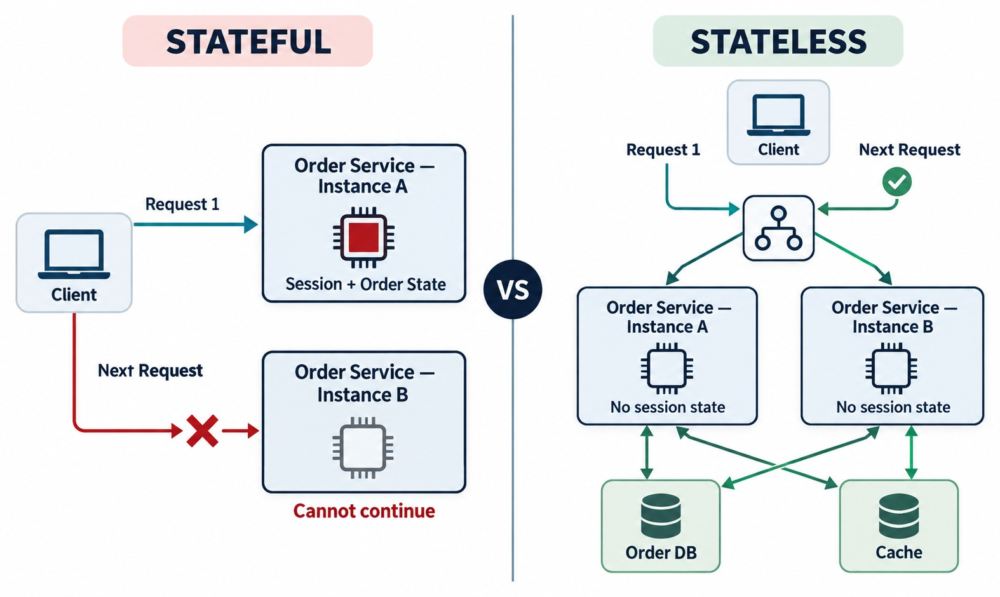 STATEFUL
Request 1
Client
Next Request
Order Service —
Instance A
Session + Order State
Order Service —
Instance B
Cannot continue
VS
STATELESS
Client
Request 1
Next Request
Order Service —
Instance A
No session state
Order Service —
Instance B
No session state
Order DB
Cache